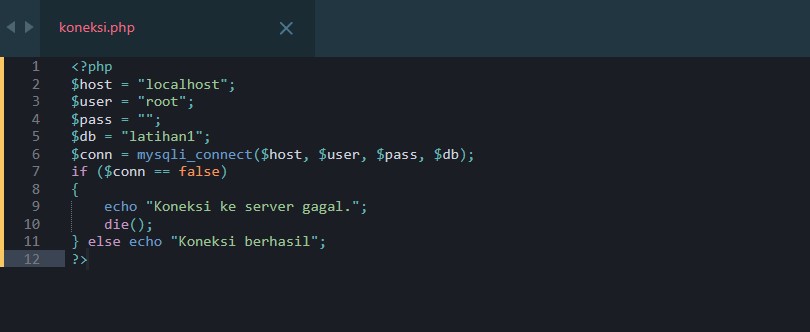 koneksi.php
1 <?php
2 $host = "localhost";
3 $user = "root";
4 $pass = "";
5 $db = "latihan1";
6 $conn = mysqli_connect($host, $user, $pass, $db);
7 if ($conn == false)
8 {
9     echo "Koneksi ke server gagal.";
10     die();
11 } else echo "Koneksi berhasil";
12 ?>